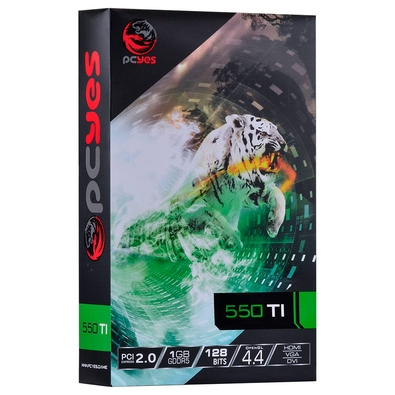 pcyes
pcyes
550 TI
550 TI
PCI EXPRESS 2.0
1GB GDDR5
128 BITS
OpenGL 4.4
HDMI
VGA
DVI